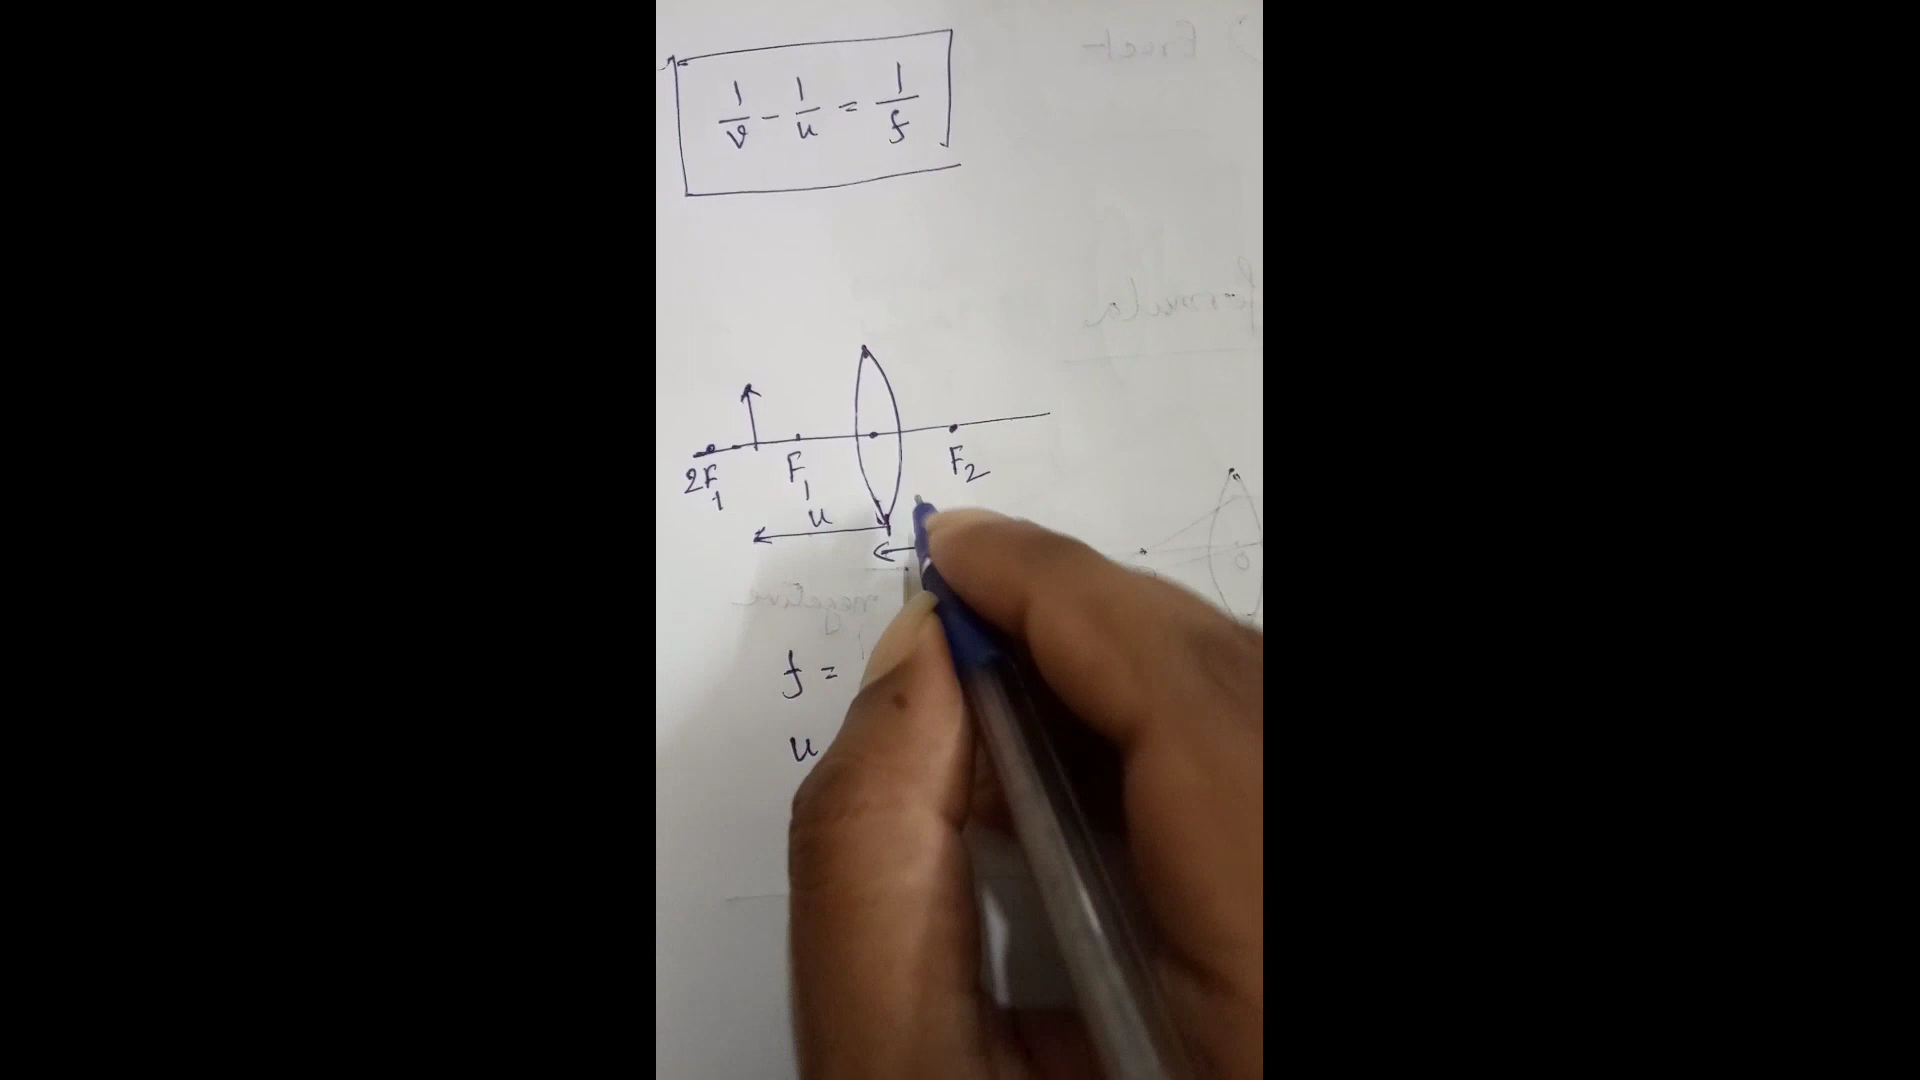 1/v - 1/u = 1/f
2F1 F1 F2
u
f =
u